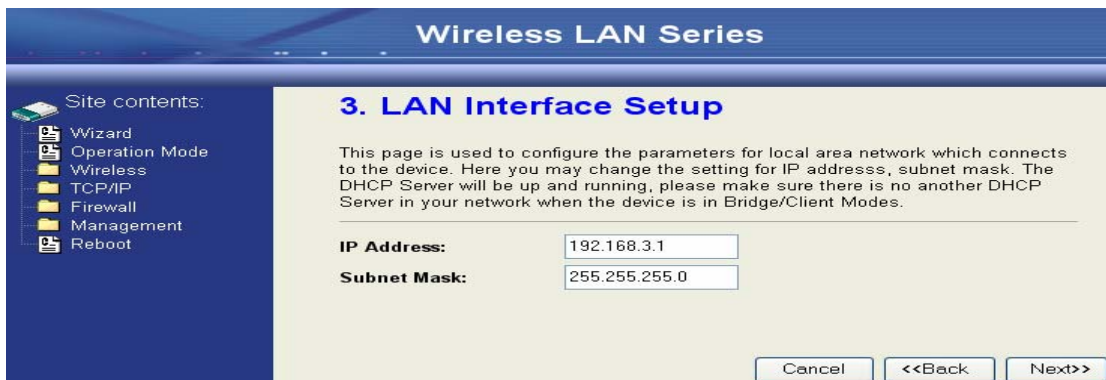 Wireless LAN Series
Site contents:
Wizard
Operation Mode
Wireless
TCP/IP
Firewall
Management
Reboot
3. LAN Interface Setup
This page is used to configure the parameters for local area network which connects
to the device. Here you may change the setting for IP addresss, subnet mask. The
DHCP Server will be up and running, please make sure there is no another DHCP
Server in your network when the device is in Bridge/Client Modes.
IP Address: 192.168.3.1
Subnet Mask: 255.255.255.0
Cancel <<Back Next>>